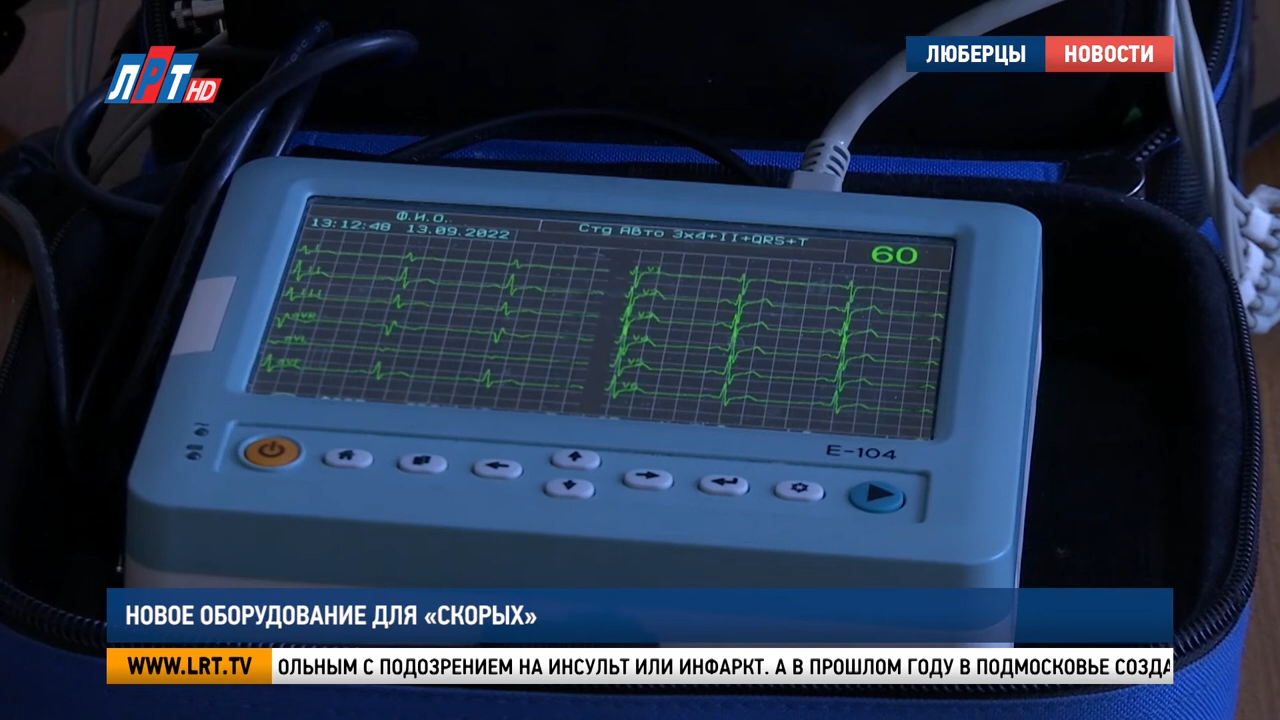 ЛРТ HD
ЛЮБЕРЦЫ НОВОСТИ
Ф.И.О..
13:12:48 13.09.2022
Стд Авто 3x4+II+QRS+T
60
E-104
НОВОЕ ОБОРУДОВАНИЕ ДЛЯ «СКОРЫХ»
WWW.LRT.TV ОЛЬНЫМ С ПОДОЗРЕНИЕМ НА ИНСУЛЬТ ИЛИ ИНФАРКТ. А В ПРОШЛОМ ГОДУ В ПОДМОСКОВЬЕ СОЗДА